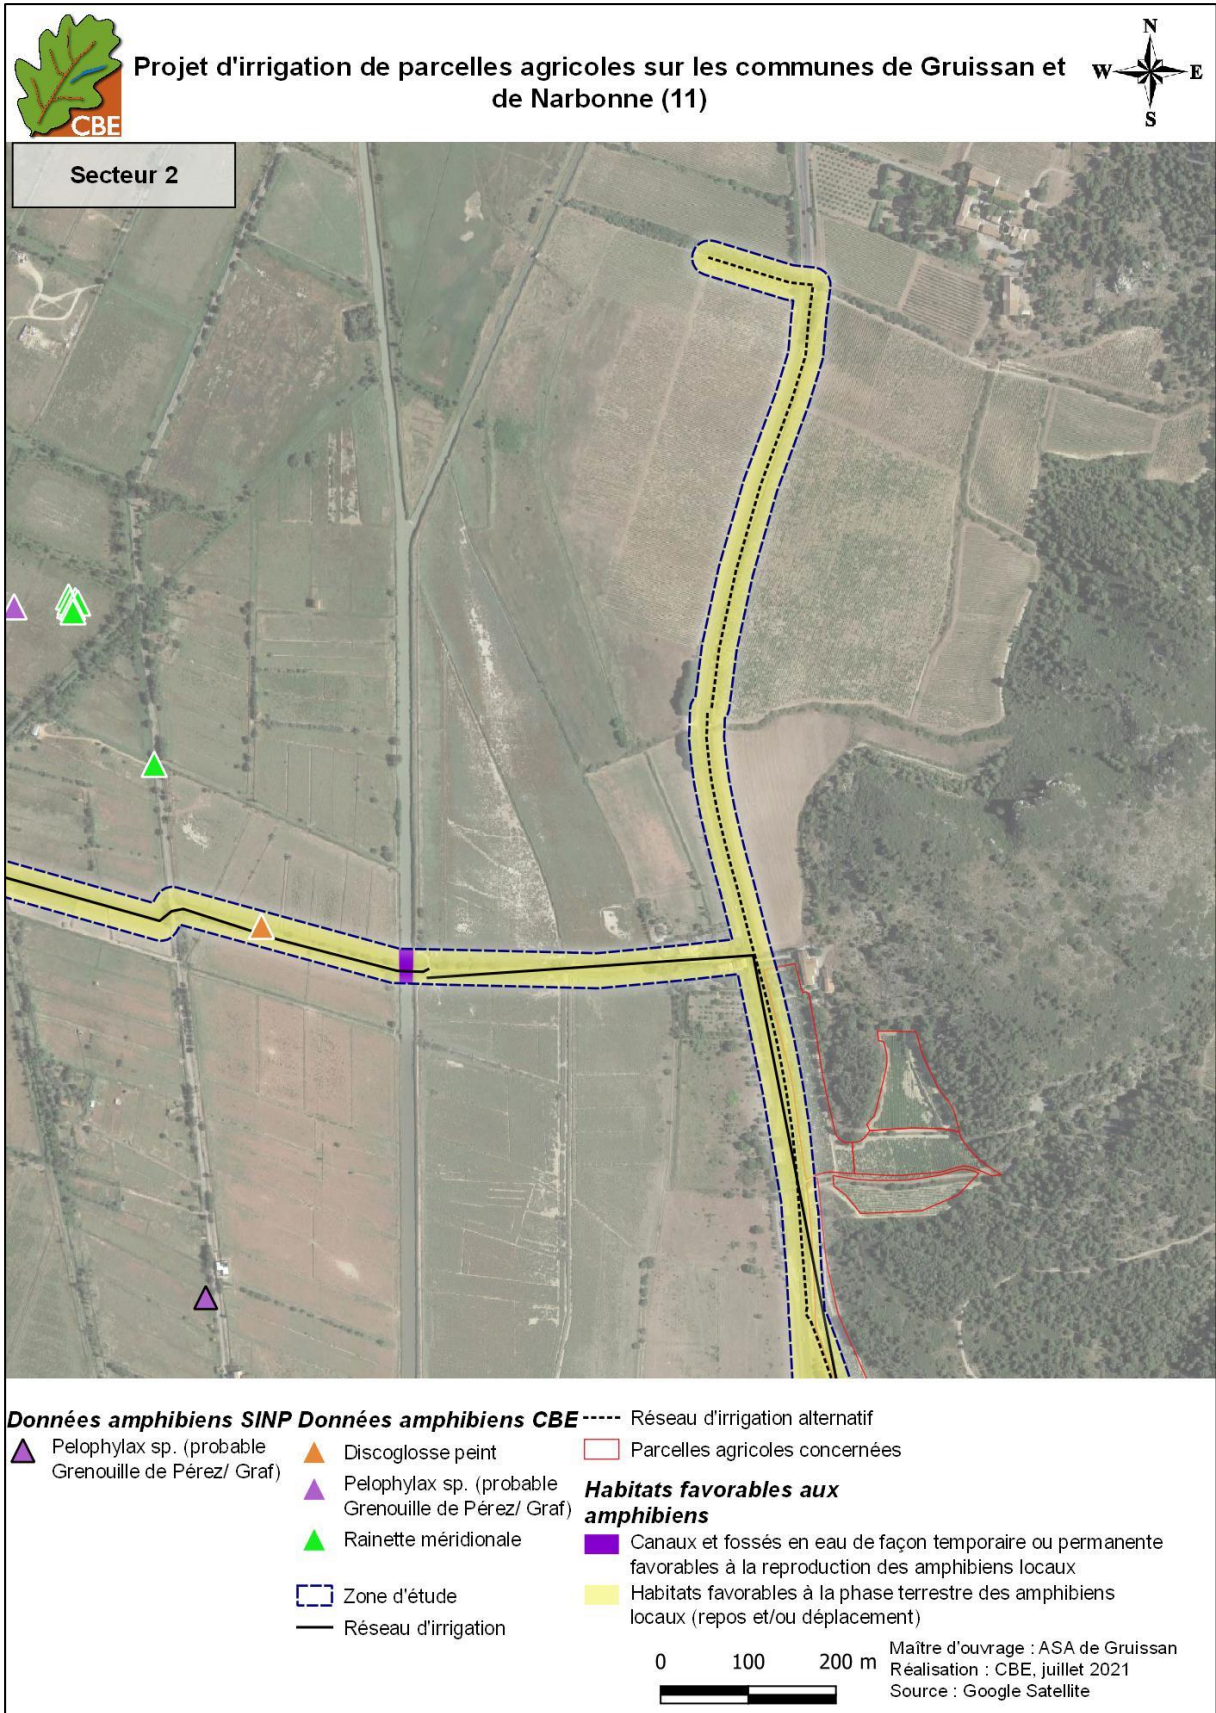 CBE
Projet d'irrigation de parcelles agricoles sur les communes de Gruissan et
de Narbonne (11)
N
W E
S
Secteur 2
Données amphibiens SINP
Pelophylax sp. (probable
Grenouille de Pérez/ Graf)
Données amphibiens CBE
Discoglosse peint
Pelophylax sp. (probable
Grenouille de Pérez/ Graf)
Rainette méridionale
Zone d'étude
Réseau d'irrigation
Réseau d'irrigation alternatif
Parcelles agricoles concernées
Habitats favorables aux
amphibiens
Canaux et fossés en eau de façon temporaire ou permanente
favorables à la reproduction des amphibiens locaux
Habitats favorables à la phase terrestre des amphibiens
locaux (repos et/ou déplacement)
0 100 200 m
Maître d'ouvrage : ASA de Gruissan
Réalisation : CBE, juillet 2021
Source : Google Satellite